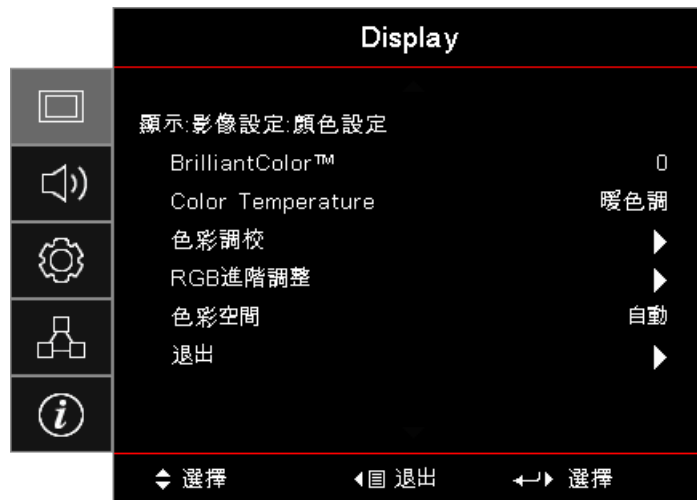 Display
顯示:影像設定:顏色設定
BrilliantColor™ 0
Color Temperature 暖色調
色彩調校
RGB進階調整
色彩空間 自動
退出
選擇 退出 選擇